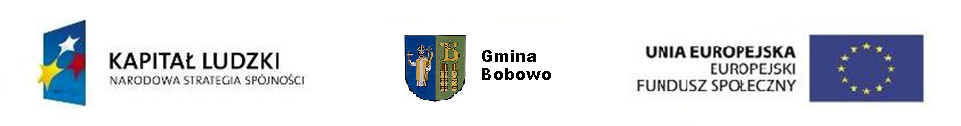 KAPITAŁ LUDZKI
NARODOWA STRATEGIA SPÓJNOŚCI
Gmina
Bobowo
UNIA EUROPEJSKA
EUROPEJSKI
FUNDUSZ SPOŁECZNY